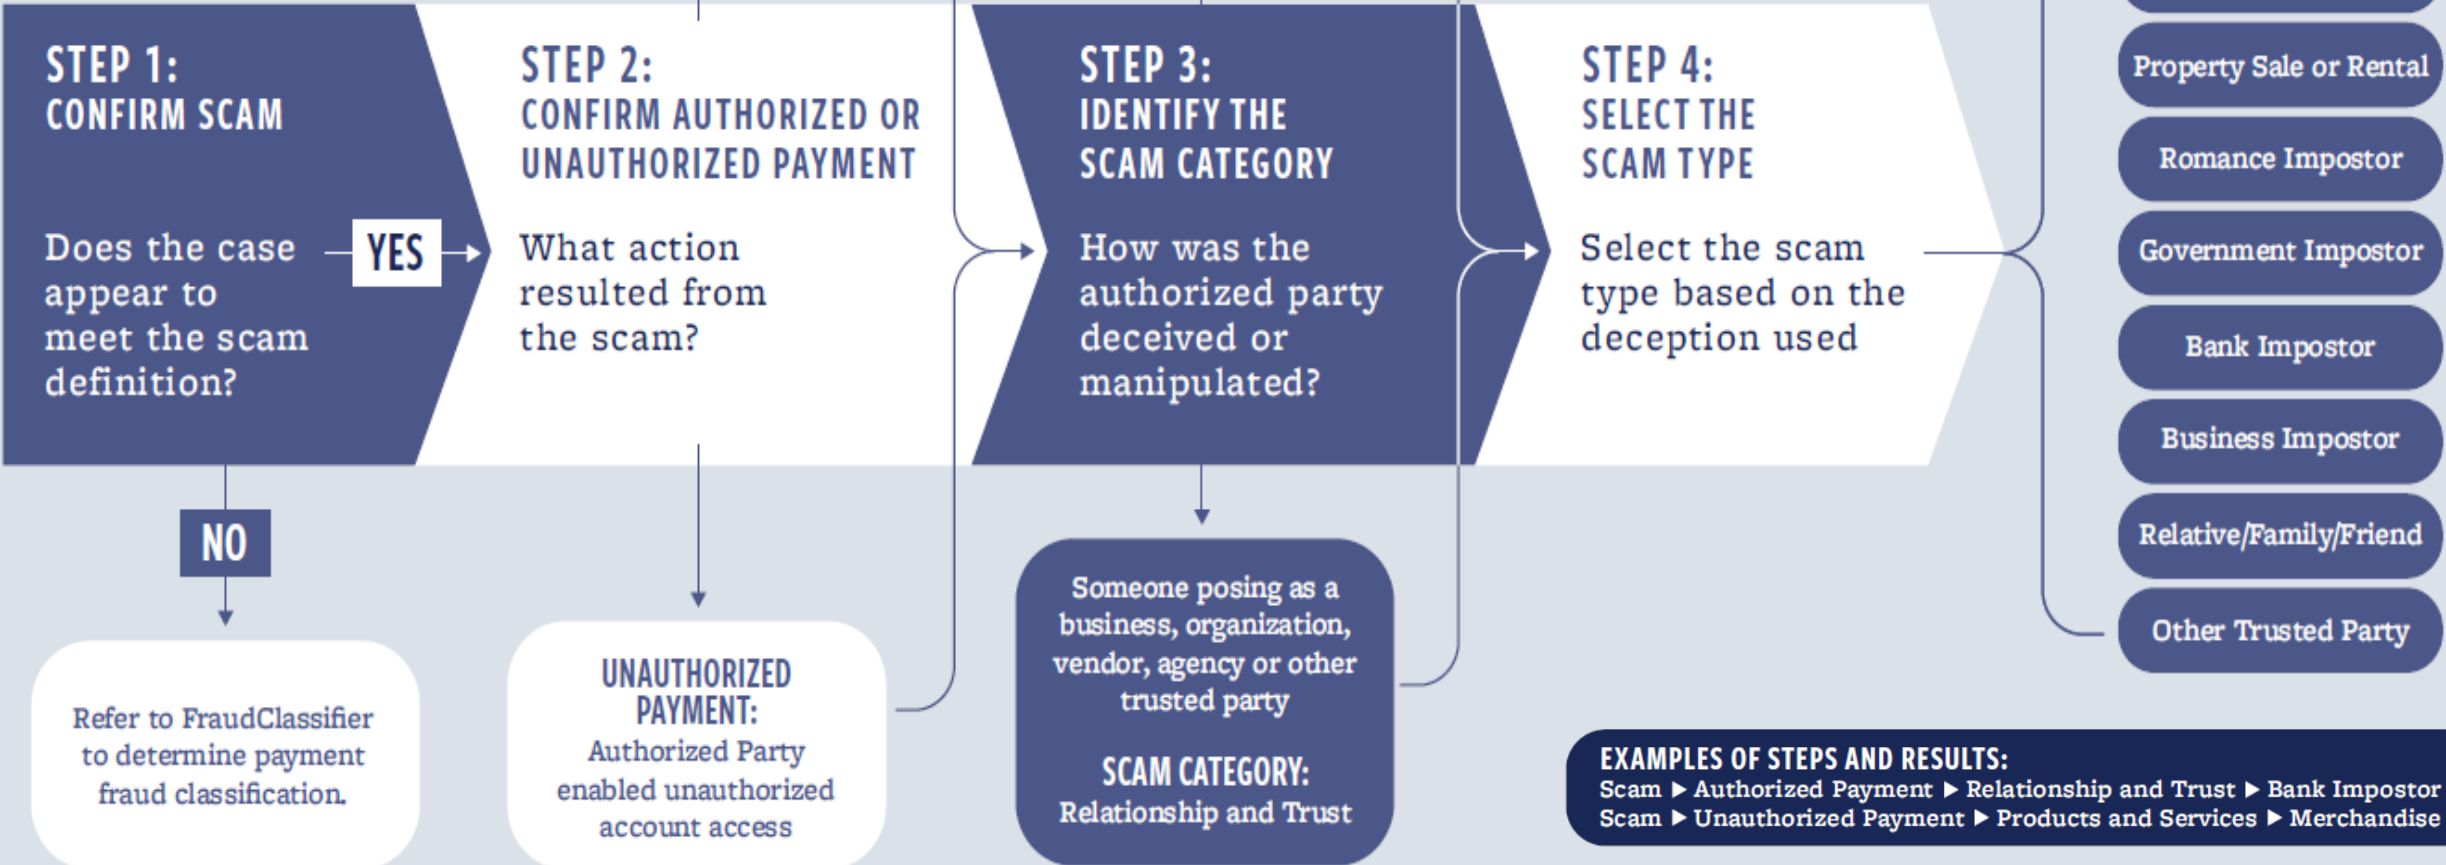 STEP 1:
CONFIRM SCAM
Does the case
appear to
meet the scam
definition?
YES
NO
Refer to FraudClassifier
to determine payment
fraud classification.
STEP 2:
CONFIRM AUTHORIZED OR
UNAUTHORIZED PAYMENT
What action
resulted from
the scam?
UNAUTHORIZED
PAYMENT:
Authorized Party
enabled unauthorized
account access
STEP 3:
IDENTIFY THE
SCAM CATEGORY
How was the
authorized party
deceived or
manipulated?
Someone posing as a
business, organization,
vendor, agency or other
trusted party
SCAM CATEGORY:
Relationship and Trust
STEP 4:
SELECT THE
SCAM TYPE
Select the scam
type based on the
deception used
Property Sale or Rental
Romance Impostor
Government Impostor
Bank Impostor
Business Impostor
Relative/Family/Friend
Other Trusted Party
EXAMPLES OF STEPS AND RESULTS:
Scam ▶ Authorized Payment ▶ Relationship and Trust ▶ Bank Impostor
Scam ▶ Unauthorized Payment ▶ Products and Services ▶ Merchandise